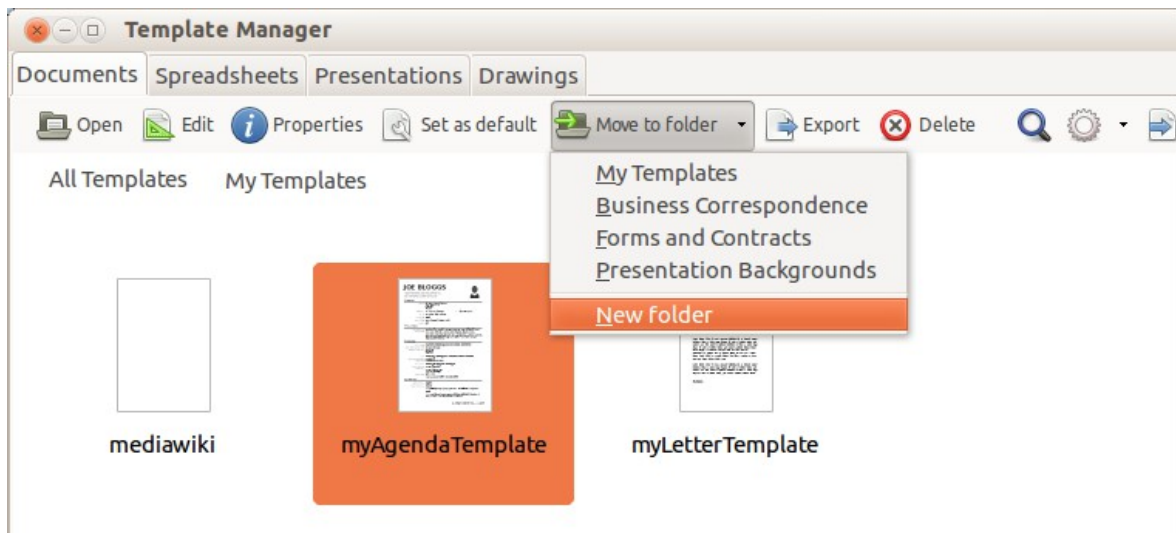 Template Manager
Documents Spreadsheets Presentations Drawings
Open Edit Properties Set as default Move to folder Export Delete
All Templates My Templates
My Templates
Business Correspondence
Forms and Contracts
Presentation Backgrounds
New folder
JOE BLOGGS
mediawiki myAgendaTemplate myLetterTemplate